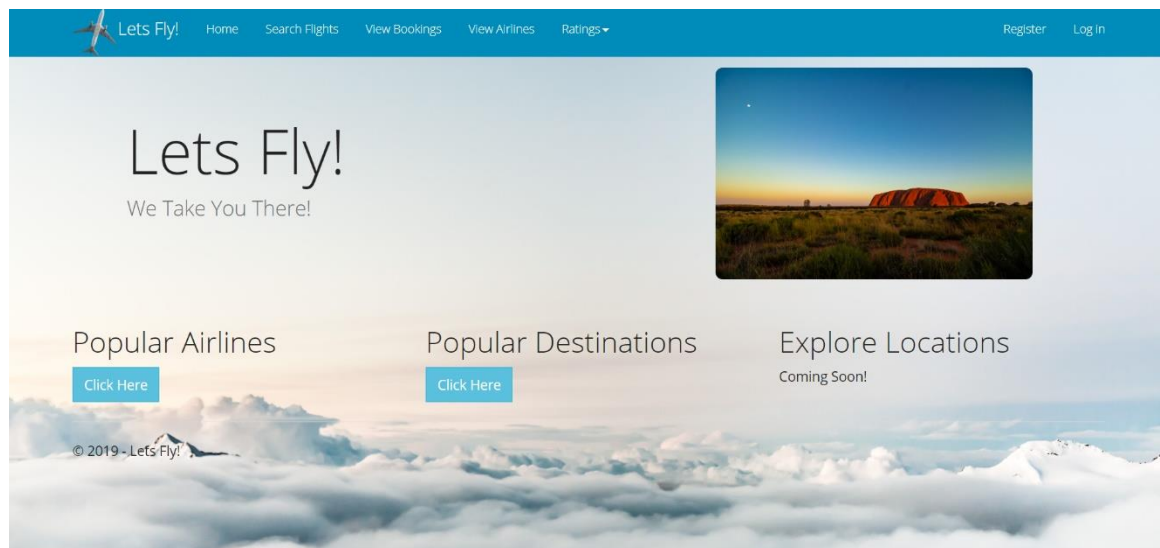 Lets Fly! Home Search Flights View Bookings View Airlines Ratings Register Log in
Lets Fly!
We Take You There!
Popular Airlines Popular Destinations Explore Locations
Click Here Click Here Coming Soon!
© 2019 - Lets Fly!